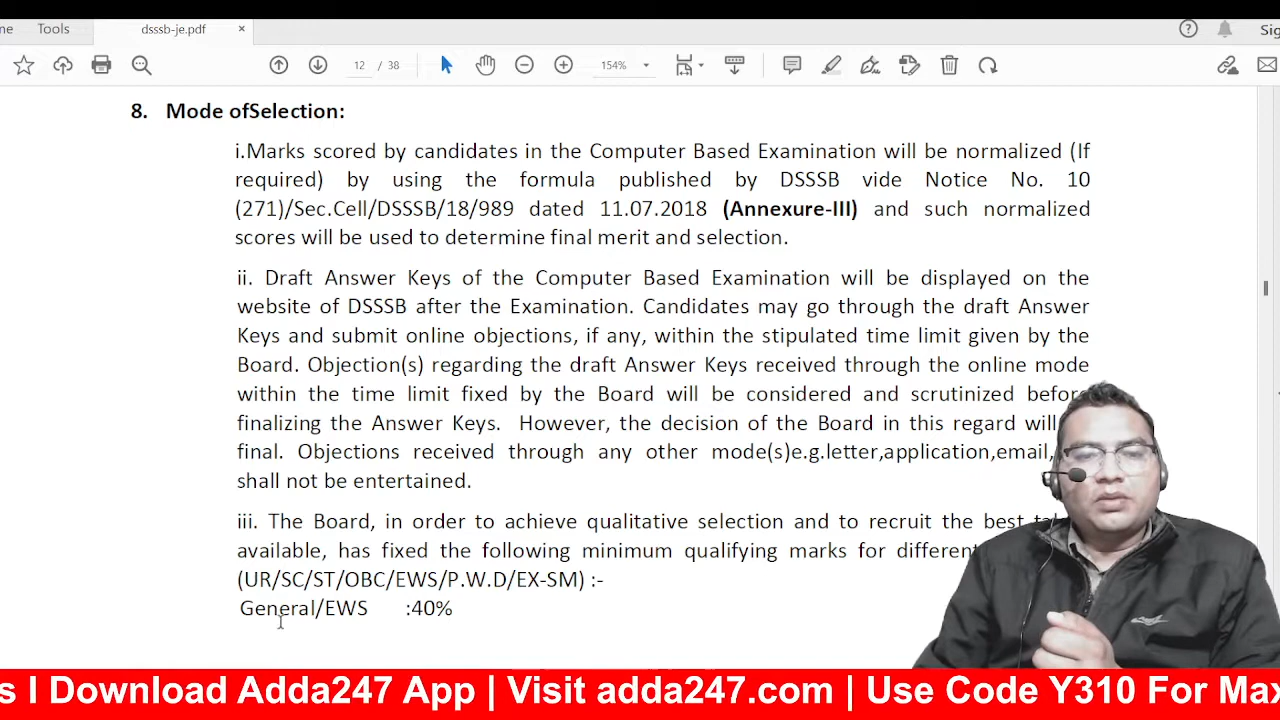 ne Tools dsssb-je.pdf × ? Sig
12 / 38 154%
8. Mode ofSelection:
i.Marks scored by candidates in the Computer Based Examination will be normalized (If
required) by using the formula published by DSSSB vide Notice No. 10
(271)/Sec.Cell/DSSSB/18/989 dated 11.07.2018 (Annexure-III) and such normalized
scores will be used to determine final merit and selection.
ii. Draft Answer Keys of the Computer Based Examination will be displayed on the
website of DSSSB after the Examination. Candidates may go through the draft Answer
Keys and submit online objections, if any, within the stipulated time limit given by the
Board. Objection(s) regarding the draft Answer Keys received through the online mode
within the time limit fixed by the Board will be considered and scrutinized before
finalizing the Answer Keys. However, the decision of the Board in this regard will
final. Objections received through any other mode(s)e.g.letter,application,email,
shall not be entertained.
iii. The Board, in order to achieve qualitative selection and to recruit the best
available, has fixed the following minimum qualifying marks for different
(UR/SC/ST/OBC/EWS/P.W.D/EX-SM) :-
General/EWS :40%
s I Download Adda247 App | Visit adda247.com | Use Code Y310 For Max